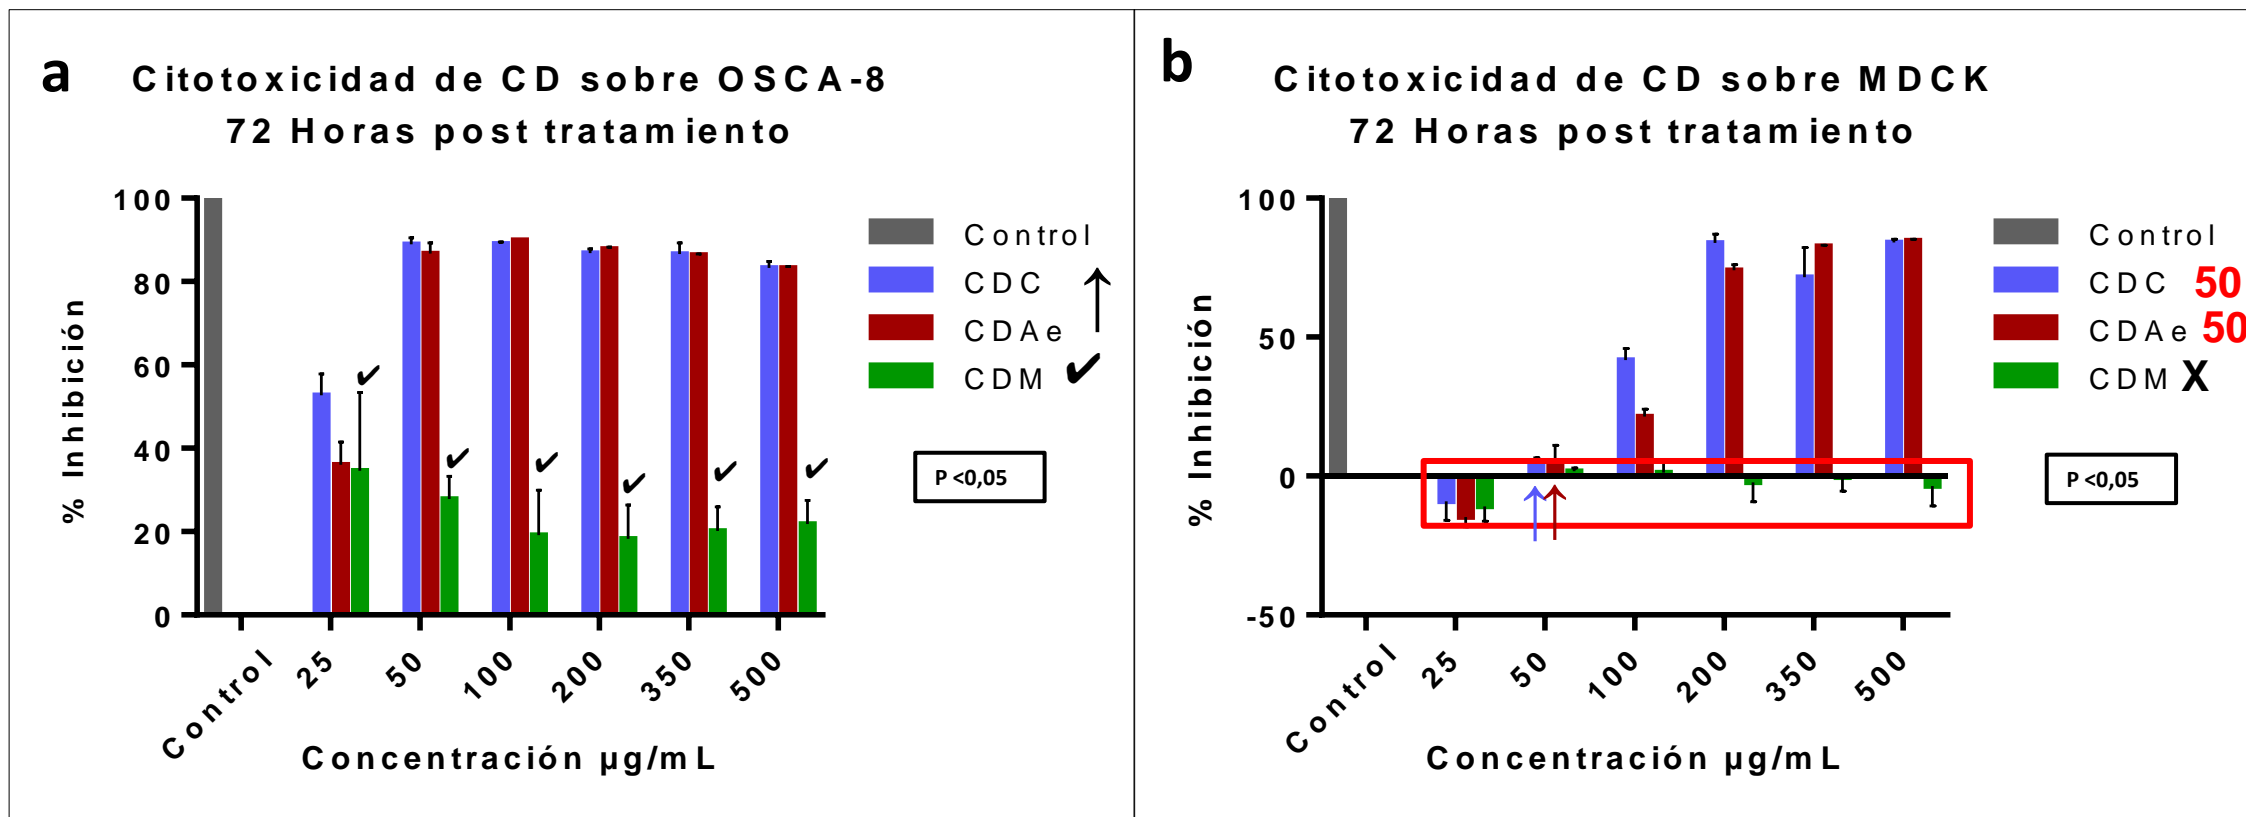 a
Citotoxicidad de CD sobre OSCA-8
72 Horas post tratamiento
% Inhibición
100
80
60
40
20
0
Control
25
50
100
200
350
500
Concentración µg/mL
Control
CDC
CDAe
CDM ✔
P <0,05
b
Citotoxicidad de CD sobre MDCK
72 Horas post tratamiento
% Inhibición
100
50
0
-50
Control
25
50
100
200
350
500
Concentración µg/mL
Control
CDC 50
CDAe 50
CDM X
P <0,05